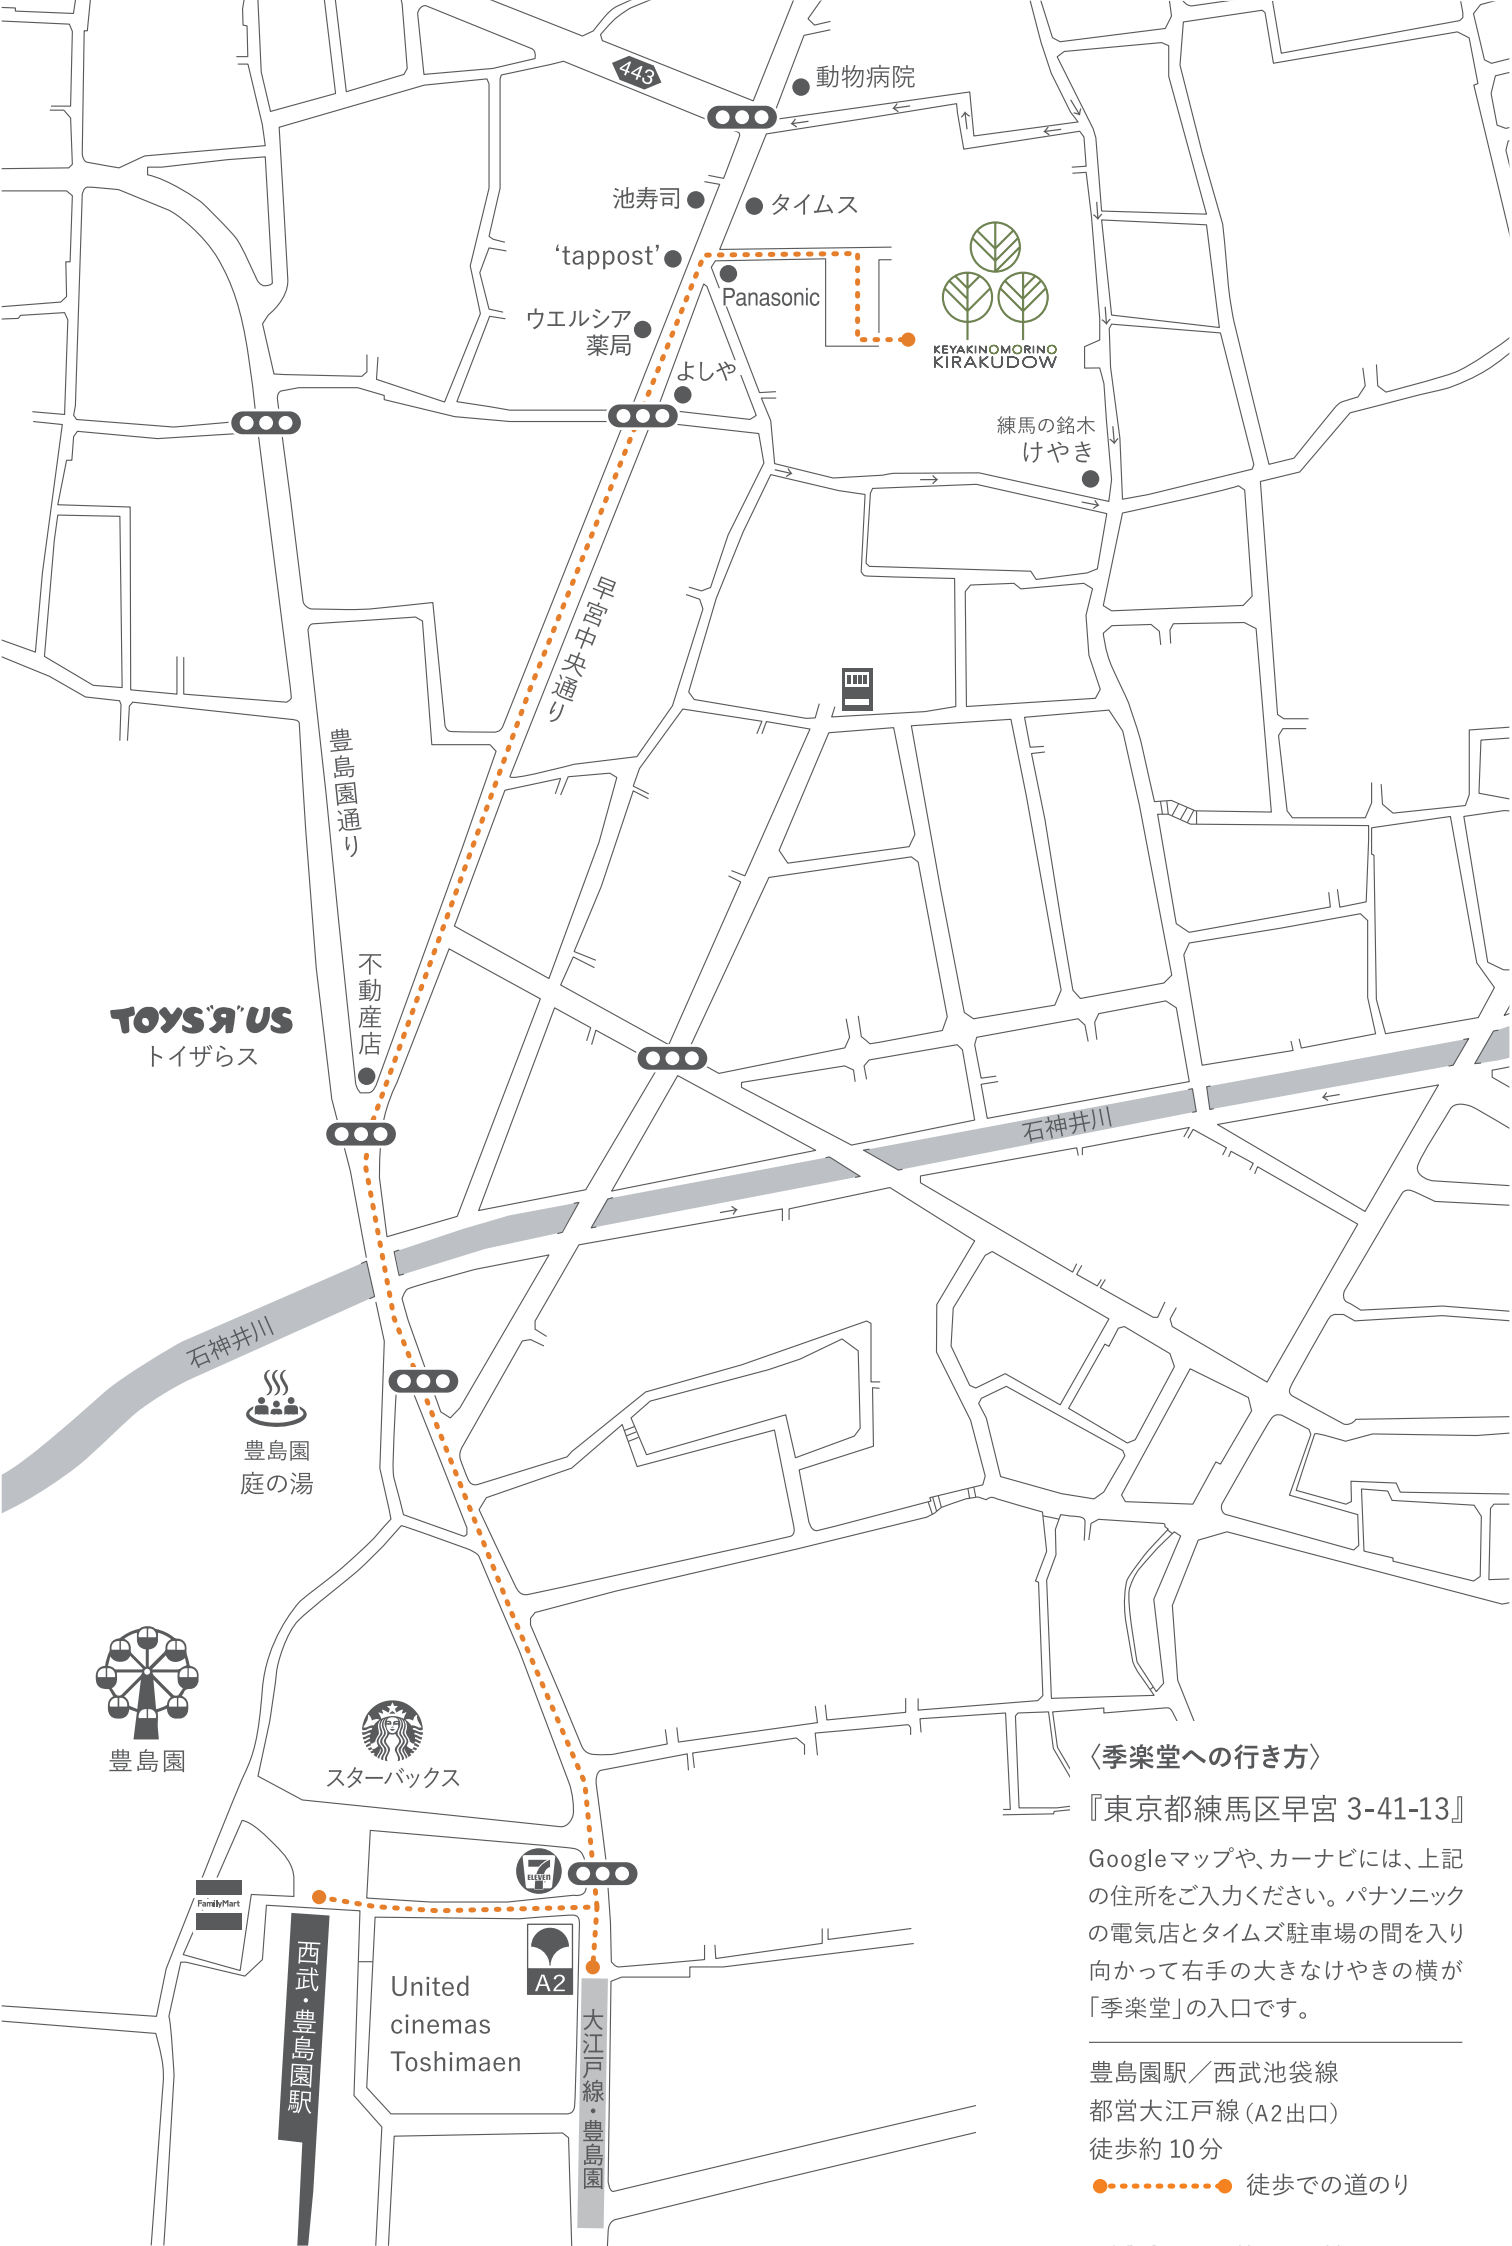 443
動物病院
池寿司
タイムス
‘tappost’
Panasonic
ウエルシア
薬局
よしや
KEYAKINOMORINO
KIRAKUDOW
練馬の銘木
けやき
早宮中央通り
豊島園通り
不動産店
TOYS"R"US
トイザらス
石神井川
石神井川
豊島園
庭の湯
豊島園
スターバックス
7
ELEVEN
FamilyMart
A2
西武・豊島園駅
United
cinemas
Toshimaen
大江戸線・豊島園
〈季楽堂への行き方〉
『東京都練馬区早宮 3-41-13』
Googleマップや、カーナビには、上記
の住所をご入力ください。パナソニック
の電気店とタイムズ駐車場の間を入り
向かって右手の大きなけやきの横が
「季楽堂」の入口です。
豊島園駅／西武池袋線
都営大江戸線(A2出口)
徒歩約10分
徒歩での道のり